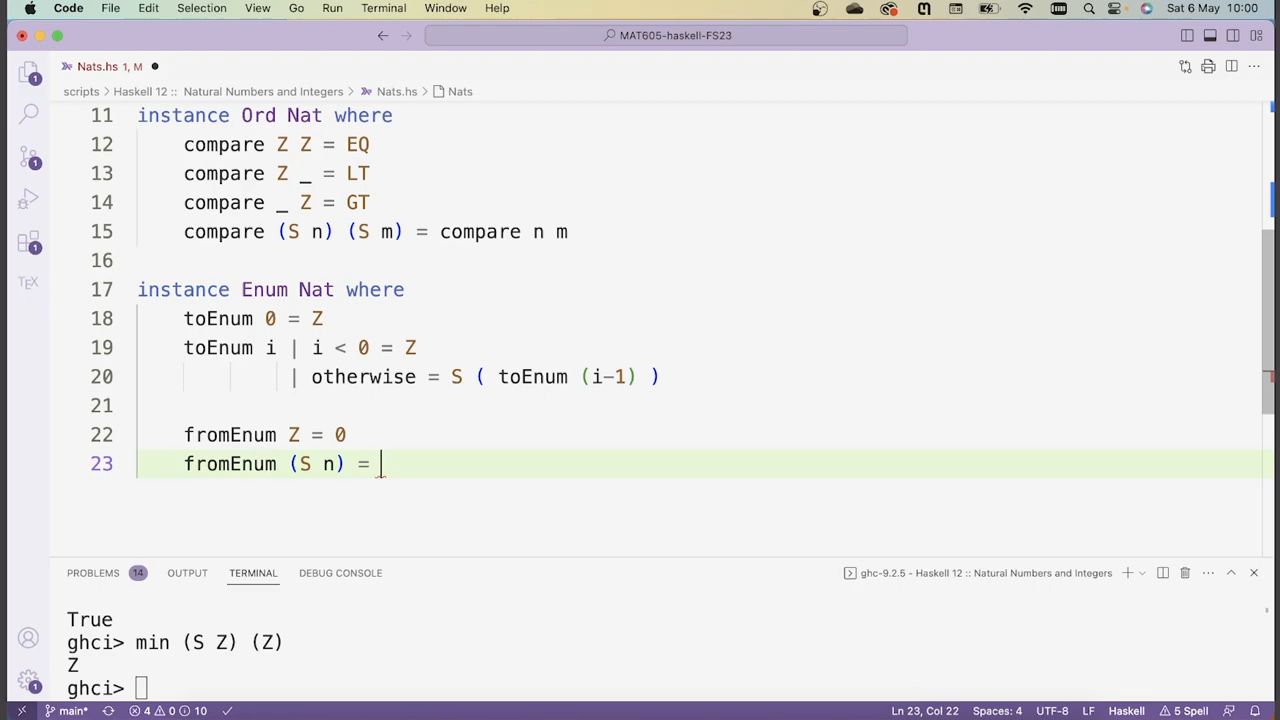 Code File Edit Selection View Go Run Terminal Window Help Sat 6 May 10:00
MAT605-haskell-FS23
Nats.hs 1, M
scripts > Haskell 12 :: Natural Numbers and Integers > Nats.hs > Nats
11 instance Ord Nat where
12 compare Z Z = EQ
13 compare Z _ = LT
14 compare _ Z = GT
15 compare (S n) (S m) = compare n m
16
17 instance Enum Nat where
18 toEnum 0 = Z
19 toEnum i | i < 0 = Z
20 | otherwise = S ( toEnum (i-1) )
21
22 fromEnum Z = 0
23 fromEnum (S n) =
PROBLEMS 14 OUTPUT TERMINAL DEBUG CONSOLE ghc-9.2.5 - Haskell 12 :: Natural Numbers and Integers
True
ghci> min (S Z) (Z)
Z
ghci>
main* 4 0 10 Ln 23, Col 22 Spaces: 4 UTF-8 LF Haskell 5 Spell
1
1
1
TEX
1